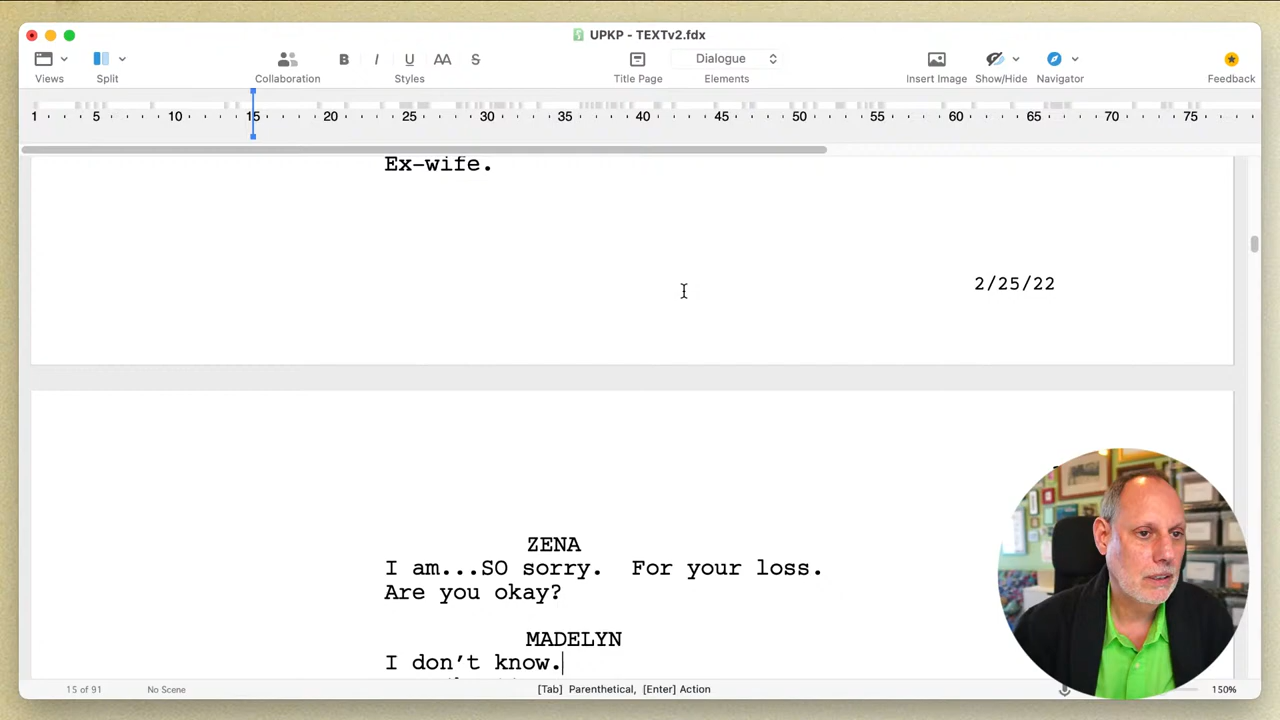 UPKP - TEXTv2.fdx
Views
Split
Collaboration
B I U AA S
Styles
Title Page
Dialogue
Elements
Insert Image
Show/Hide
Navigator
Feedback
1 5 10 15 20 25 30 35 40 45 50 55 60 65 70 75
Ex-wife.
2/25/22
ZENA
I am...SO sorry.  For your loss.
Are you okay?
MADELYN
I don’t know.
15 of 91
No Scene
[Tab] Parenthetical, [Enter] Action
150%